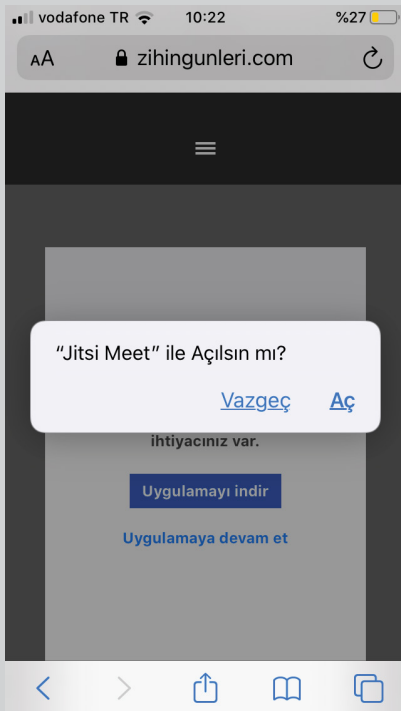 vodafone TR 10:22 %27
AA zihingunleri.com
"Jitsi Meet" ile Açılsın mı?
Vazgeç Aç
ihtiyacınız var.
Uygulamayı indir
Uygulamaya devam et